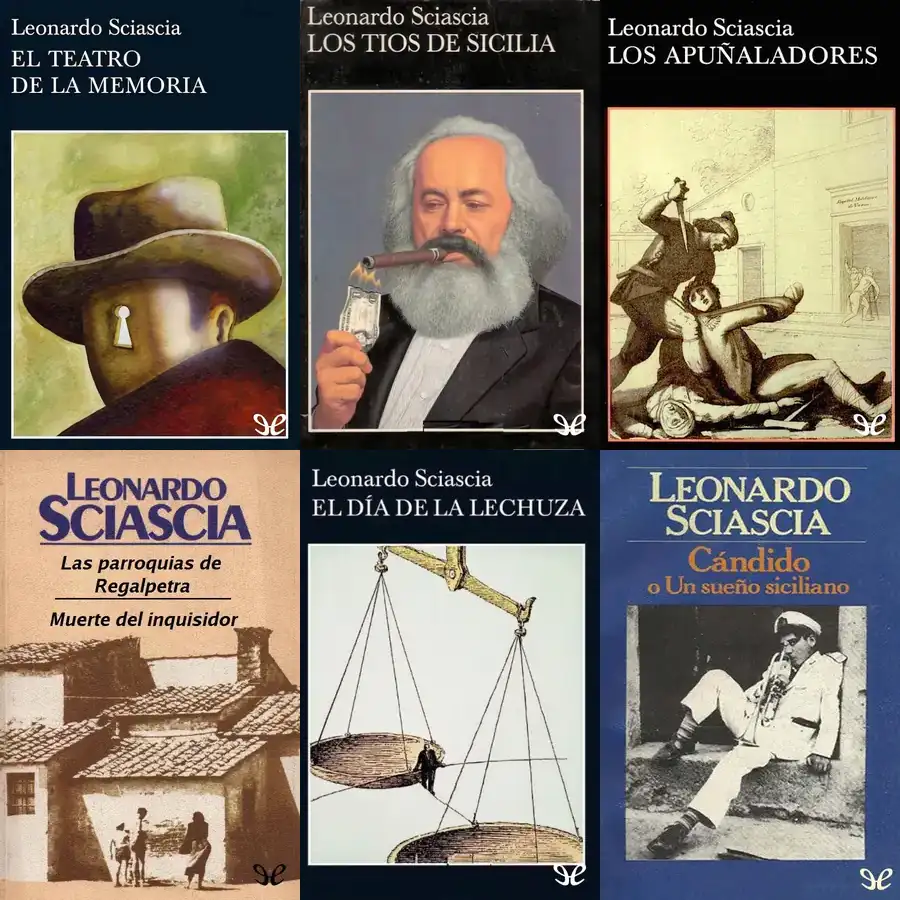 Leonardo Sciascia
EL TEATRO
DE LA MEMORIA
Leonardo Sciascia
LOS TIOS DE SICILIA
Leonardo Sciascia
LOS APUÑALADORES
LEONARDO
SCIASCIA
Las parroquias de
Regalpetra
Muerte del inquisidor
Leonardo Sciascia
EL DÍA DE LA LECHUZA
LEONARDO
SCIASCIA
Cándido
o Un sueño siciliano